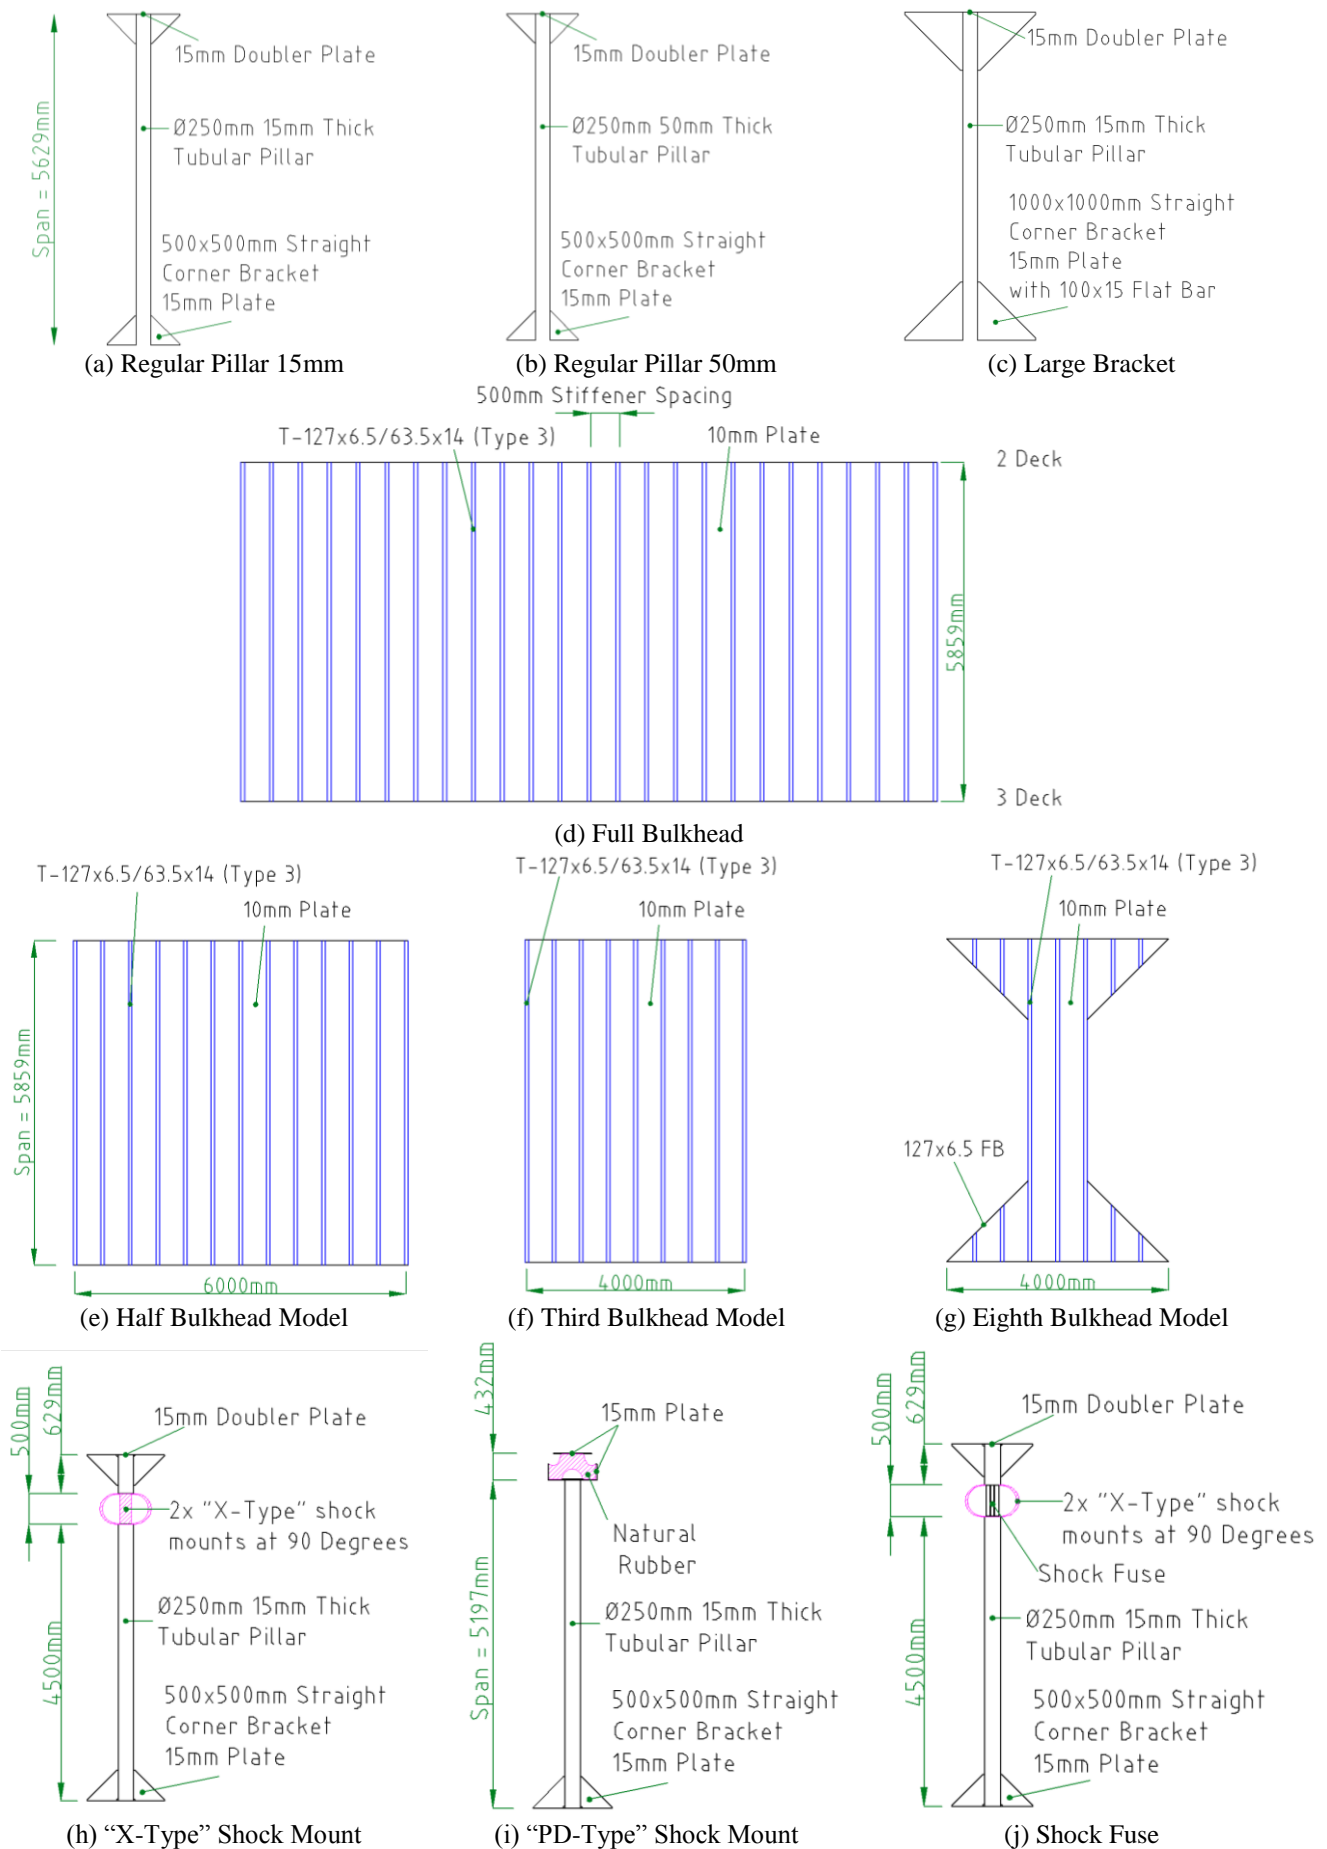 15mm Doubler Plate
Span = 5629mm
Ø250mm 15mm Thick
Tubular Pillar
500x500mm Straight
Corner Bracket
15mm Plate
(a) Regular Pillar 15mm
15mm Doubler Plate
Ø250mm 50mm Thick
Tubular Pillar
500x500mm Straight
Corner Bracket
15mm Plate
(b) Regular Pillar 50mm
15mm Doubler Plate
Ø250mm 15mm Thick
Tubular Pillar
1000x1000mm Straight
Corner Bracket
15mm Plate
with 100x15 Flat Bar
(c) Large Bracket
500mm Stiffener Spacing
T-127x6.5/63.5x14 (Type 3)
10mm Plate
2 Deck
5859mm
3 Deck
(d) Full Bulkhead
T-127x6.5/63.5x14 (Type 3)
10mm Plate
Span = 5859mm
6000mm
(e) Half Bulkhead Model
T-127x6.5/63.5x14 (Type 3)
10mm Plate
4000mm
(f) Third Bulkhead Model
T-127x6.5/63.5x14 (Type 3)
10mm Plate
127x6.5 FB
4000mm
(g) Eighth Bulkhead Model
500mm
629mm
15mm Doubler Plate
2x "X-Type" shock
mounts at 90 Degrees
Ø250mm 15mm Thick
Tubular Pillar
4500mm
500x500mm Straight
Corner Bracket
15mm Plate
(h) “X-Type” Shock Mount
432mm
15mm Plate
Natural
Rubber
Span = 5197mm
Ø250mm 15mm Thick
Tubular Pillar
500x500mm Straight
Corner Bracket
15mm Plate
(i) “PD-Type” Shock Mount
500mm
629mm
15mm Doubler Plate
2x "X-Type" shock
mounts at 90 Degrees
Shock Fuse
Ø250mm 15mm Thick
Tubular Pillar
4500mm
500x500mm Straight
Corner Bracket
15mm Plate
(j) Shock Fuse